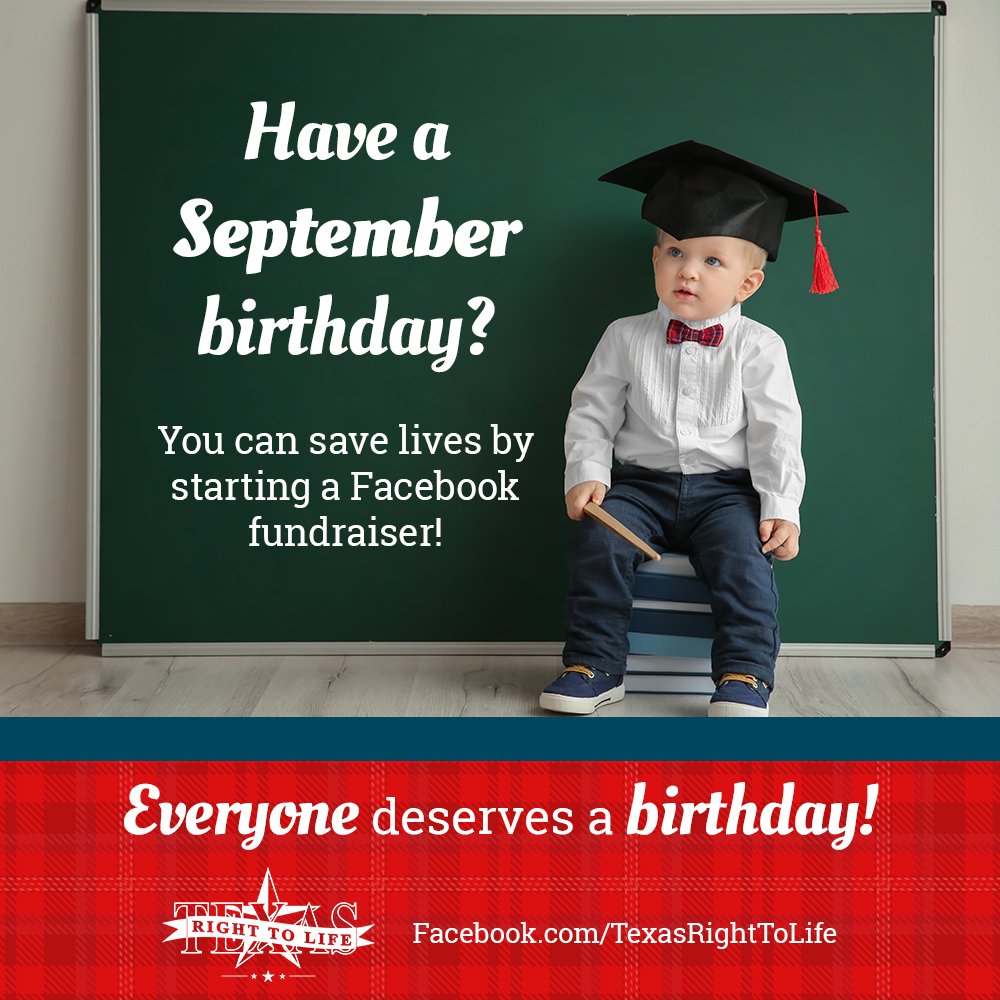 Have a
September
birthday?
You can save lives by
starting a Facebook
fundraiser!
Everyone deserves a birthday!
TEXAS
RIGHT TO LIFE
Facebook.com/TexasRightToLife